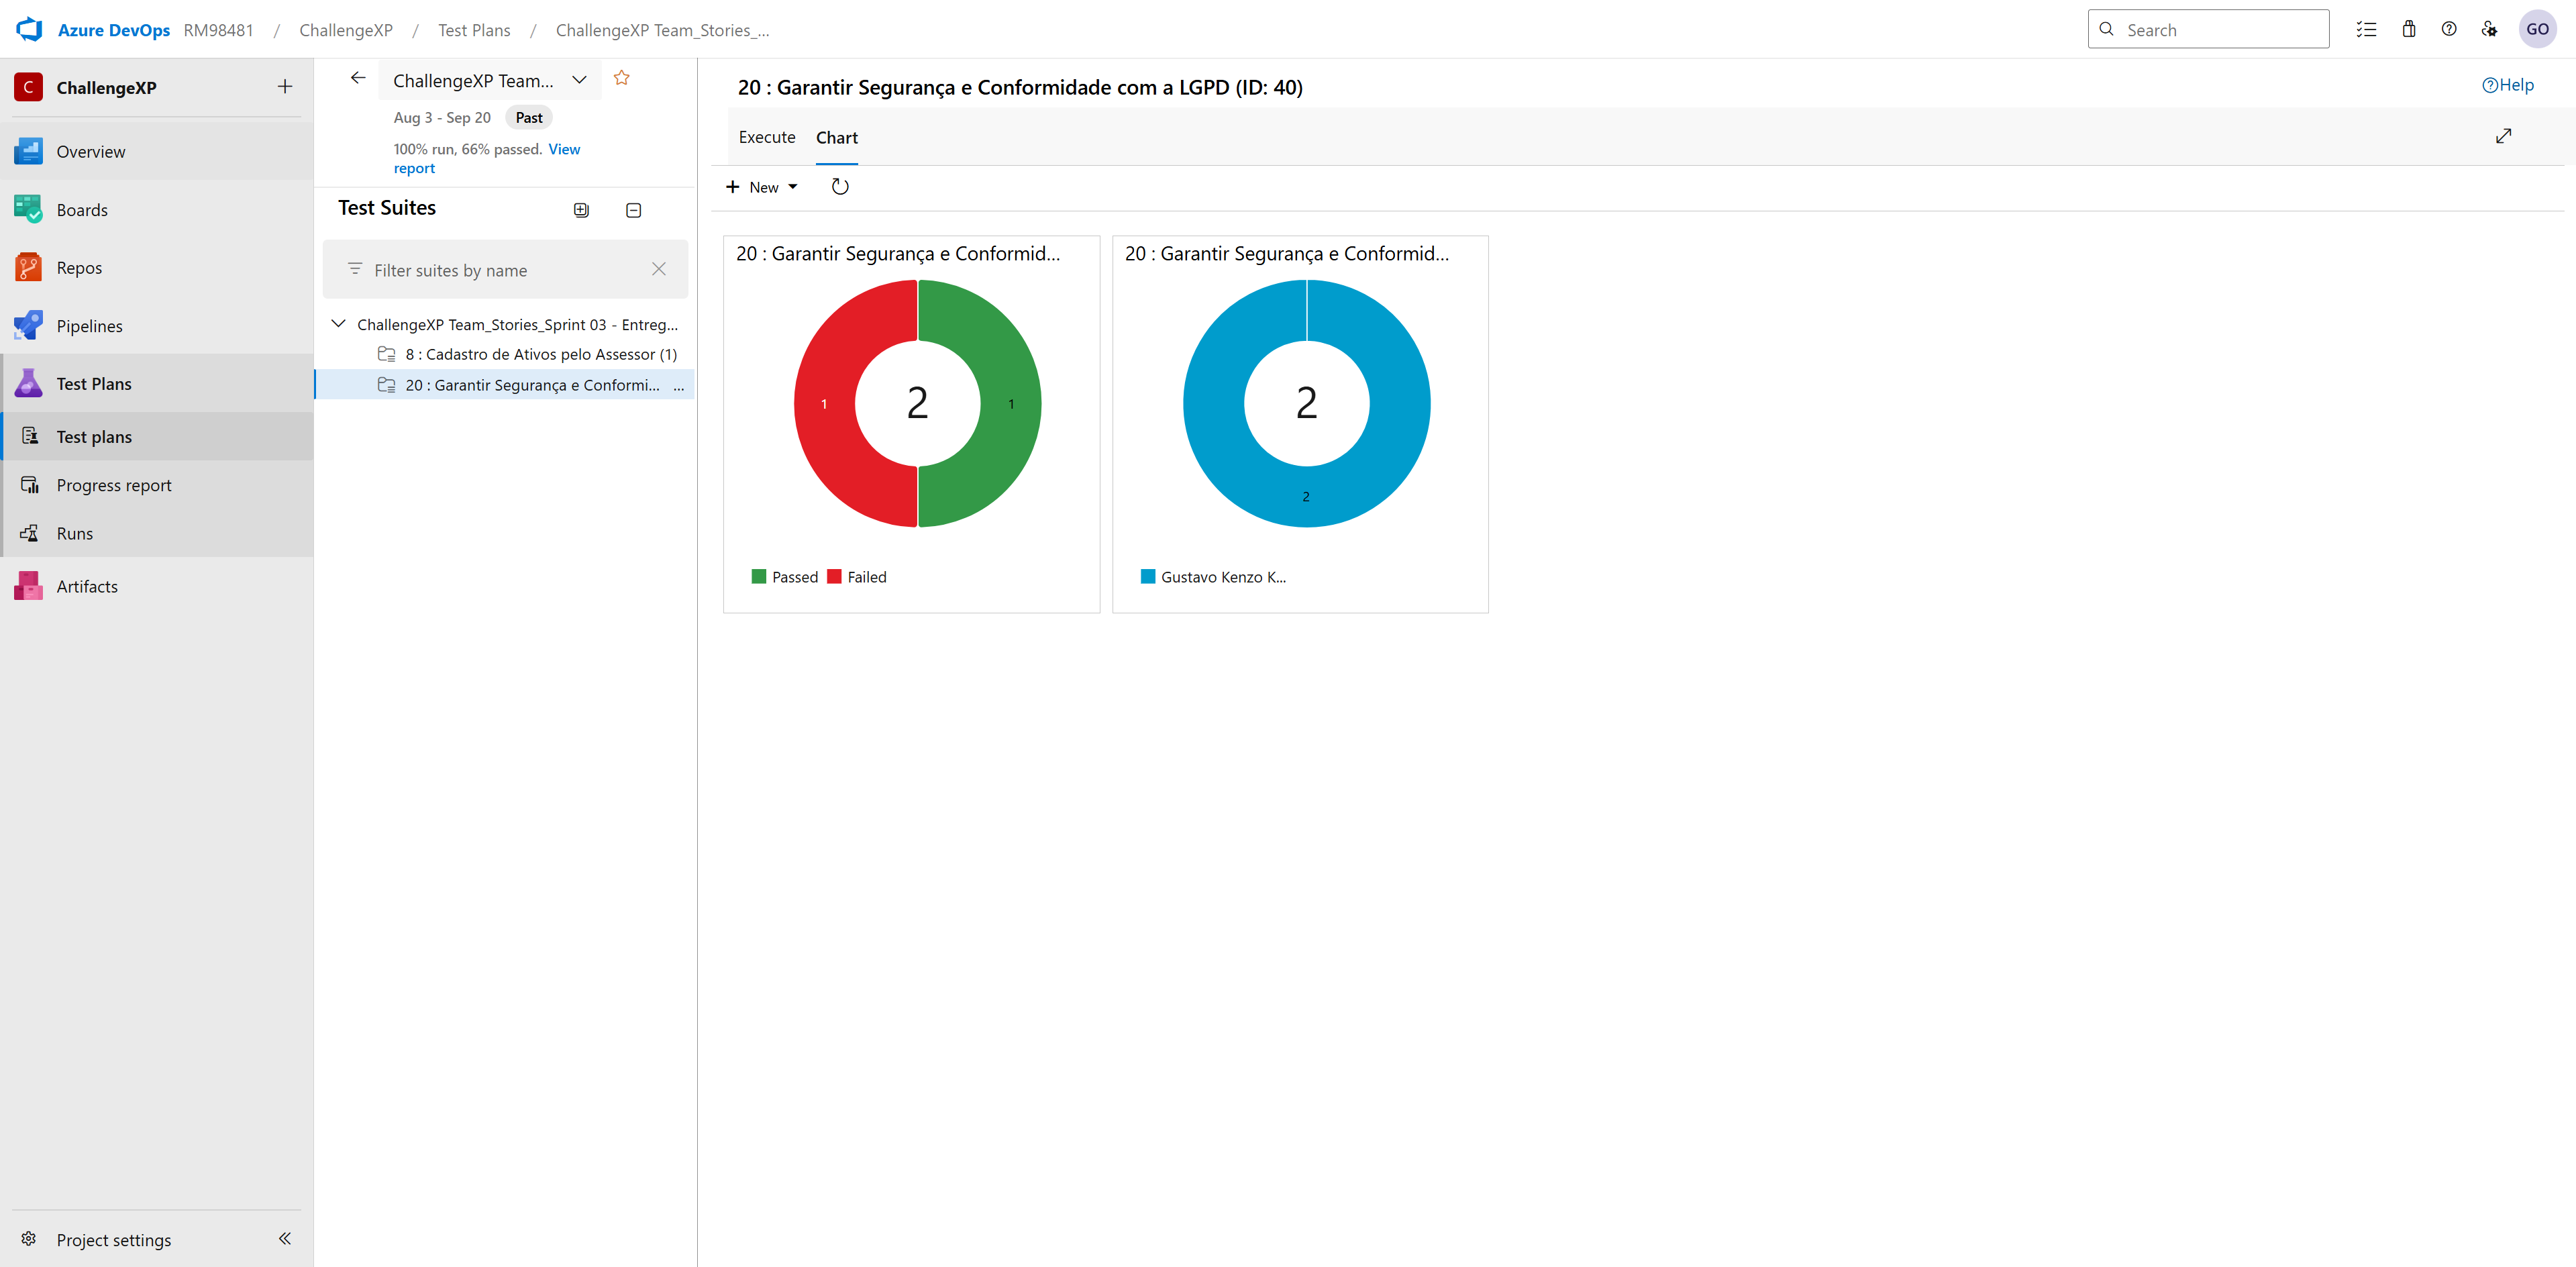 Azure DevOps RM98481 / ChallengeXP / Test Plans / ChallengeXP Team_Stories_...
Search
GO
C ChallengeXP
Overview
Boards
Repos
Pipelines
Test Plans
Test plans
Progress report
Runs
Artifacts
Project settings
ChallengeXP Team...
Aug 3 - Sep 20 Past
100% run, 66% passed. View
report
Test Suites
Filter suites by name
ChallengeXP Team_Stories_Sprint 03 - Entreg...
8 : Cadastro de Ativos pelo Assessor (1)
20 : Garantir Segurança e Conformi... ...
20 : Garantir Segurança e Conformidade com a LGPD (ID: 40)
Help
Execute Chart
New
20 : Garantir Segurança e Conformid...
1 2 1
Passed Failed
20 : Garantir Segurança e Conformid...
2
2
Gustavo Kenzo K...